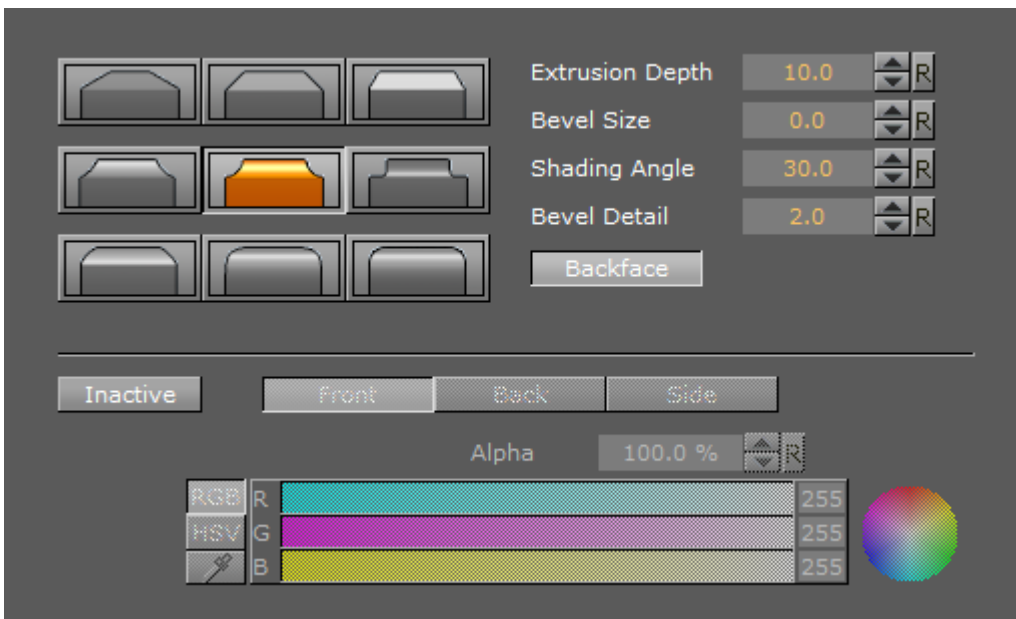 Extrusion Depth 10.0 R
Bevel Size 0.0 R
Shading Angle 30.0 R
Bevel Detail 2.0 R
Backface
Inactive Front Back Side
Alpha 100.0 % R
RGB R 255
HSV G 255
B 255